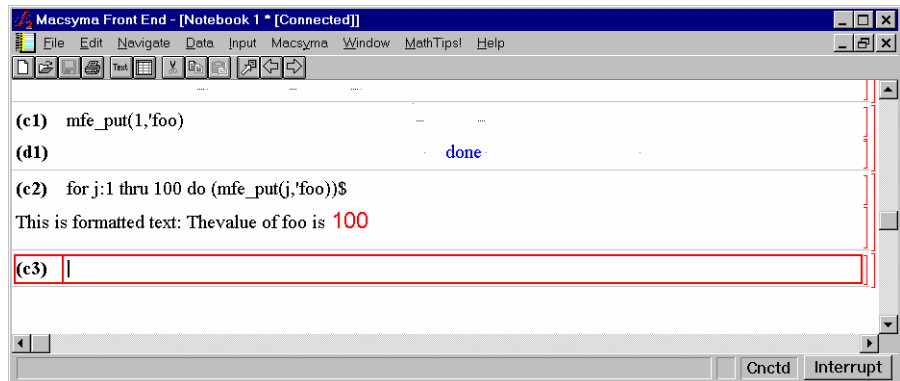 Macsyma Front End - [Notebook 1 * [Connected]]
File Edit Navigate Data Input Macsyma Window MathTips! Help
Text
(c1) mfe_put(1,'foo)
(d1) done
(c2) for j:1 thru 100 do (mfe_put(j,'foo))$
This is formatted text: Thevalue of foo is 100
(c3)
Cnctd Interrupt